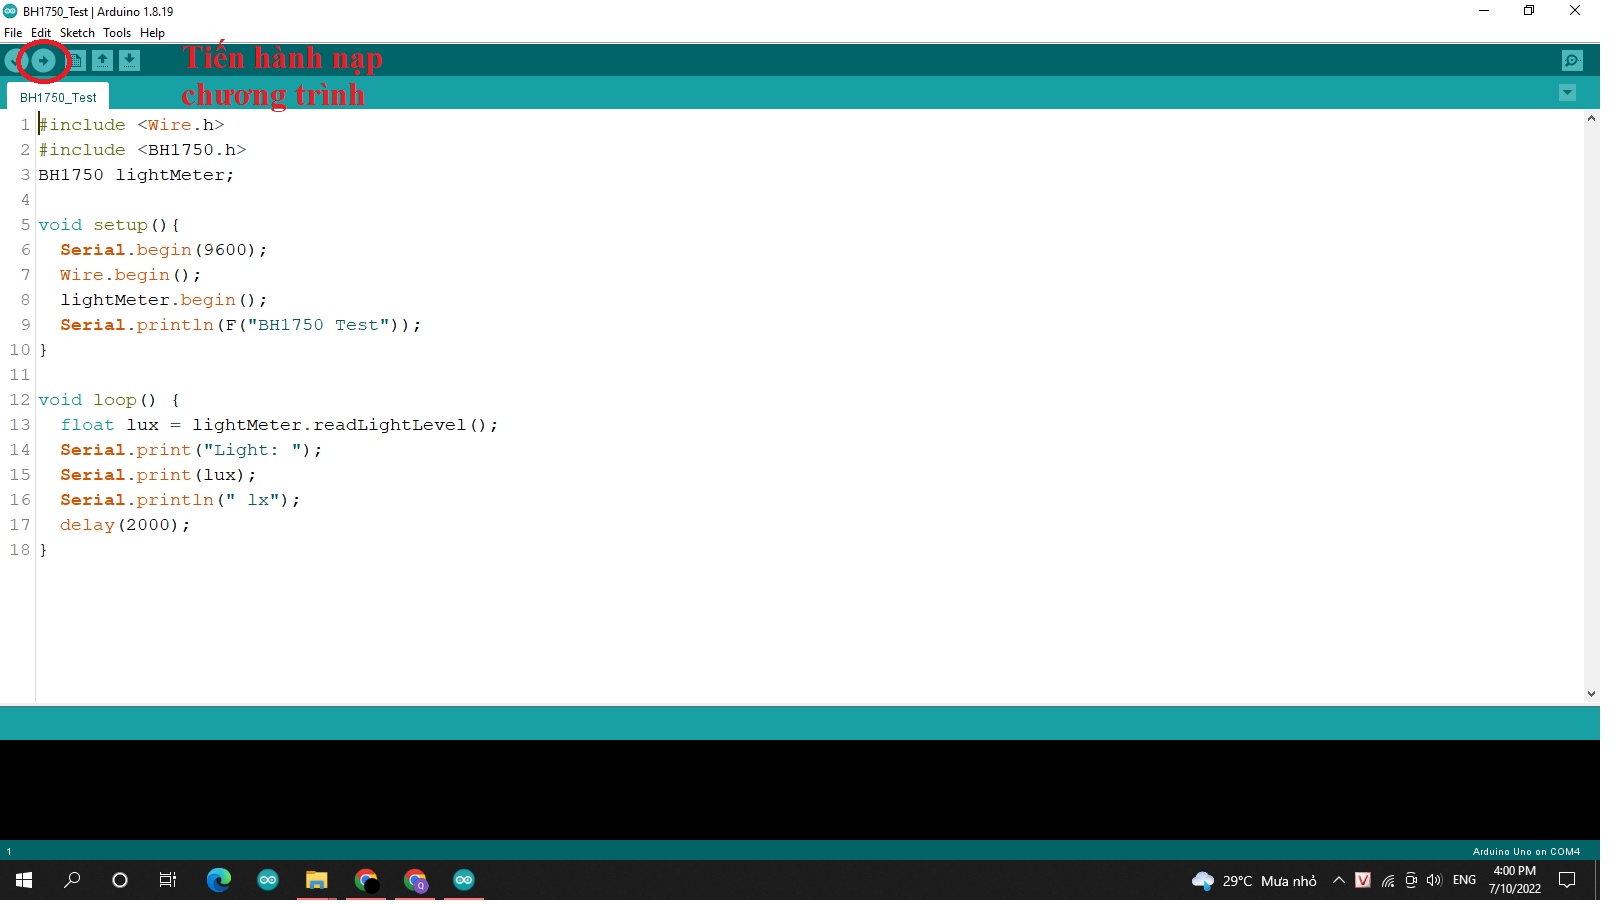 BH1750_Test | Arduino 1.8.19
File Edit Sketch Tools Help
Tiến hành nạp
chương trình
BH1750_Test
1 #include <Wire.h>
2 #include <BH1750.h>
3 BH1750 lightMeter;
4
5 void setup(){
6   Serial.begin(9600);
7   Wire.begin();
8   lightMeter.begin();
9   Serial.println(F("BH1750 Test"));
10 }
11
12 void loop() {
13   float lux = lightMeter.readLightLevel();
14   Serial.print("Light: ");
15   Serial.print(lux);
16   Serial.println(" lx");
17   delay(2000);
18 }
1 Arduino Uno on COM4
29°C Mưa nhỏ V ENG 4:00 PM
7/10/2022